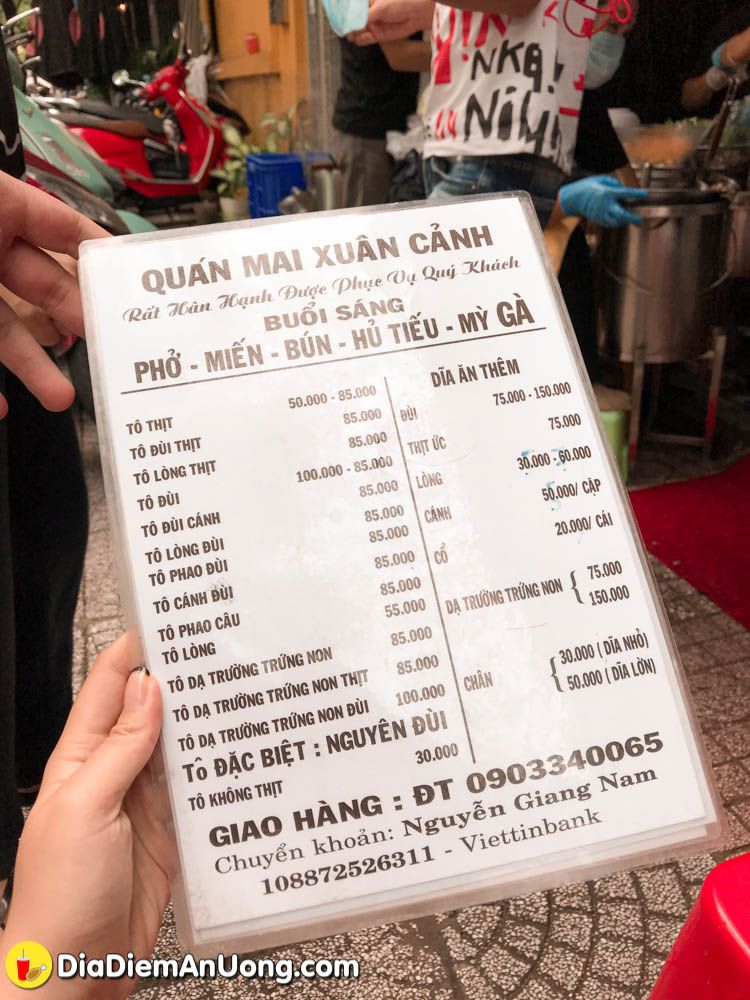 QUÁN MAI XUÂN CẢNH
Rất Hân Hạnh Được Phục Vụ Quý Khách
BUỔI SÁNG
PHỞ - MIẾN - BÚN - HỦ TIẾU - MỲ GÀ
TÔ THỊT 50.000 - 85.000
TÔ ĐÙI THỊT 85.000
TÔ LÒNG THỊT 85.000
TÔ ĐÙI 100.000 - 85.000
TÔ ĐÙI CÁNH 85.000
TÔ LÒNG ĐÙI 85.000
TÔ PHAO ĐÙI 85.000
TÔ CÁNH ĐÙI 85.000
TÔ PHAO CÂU 85.000
TÔ LÒNG 55.000
TÔ DẠ TRƯỜNG TRỨNG NON 85.000
TÔ DẠ TRƯỜNG TRỨNG NON THỊT 85.000
TÔ DẠ TRƯỜNG TRỨNG NON ĐÙI 100.000
TÔ ĐẶC BIỆT : NGUYÊN ĐÙI
TÔ KHÔNG THỊT 30.000
DĨA ĂN THÊM
ĐÙI 75.000 - 150.000
THỊT ỨC 75.000
LÒNG 30.000 - 60.000
CÁNH 50.000/ CẶP
CỔ 20.000/ CÁI
DẠ TRƯỜNG TRỨNG NON { 75.000
150.000
CHÂN { 30.000 ( DĨA NHỎ)
50.000 ( DĨA LỚN)
GIAO HÀNG : ĐT 0903340065
Chuyển khoản: Nguyễn Giang Nam
108872526311 - Viettinbank
DiaDiemAnUong.com